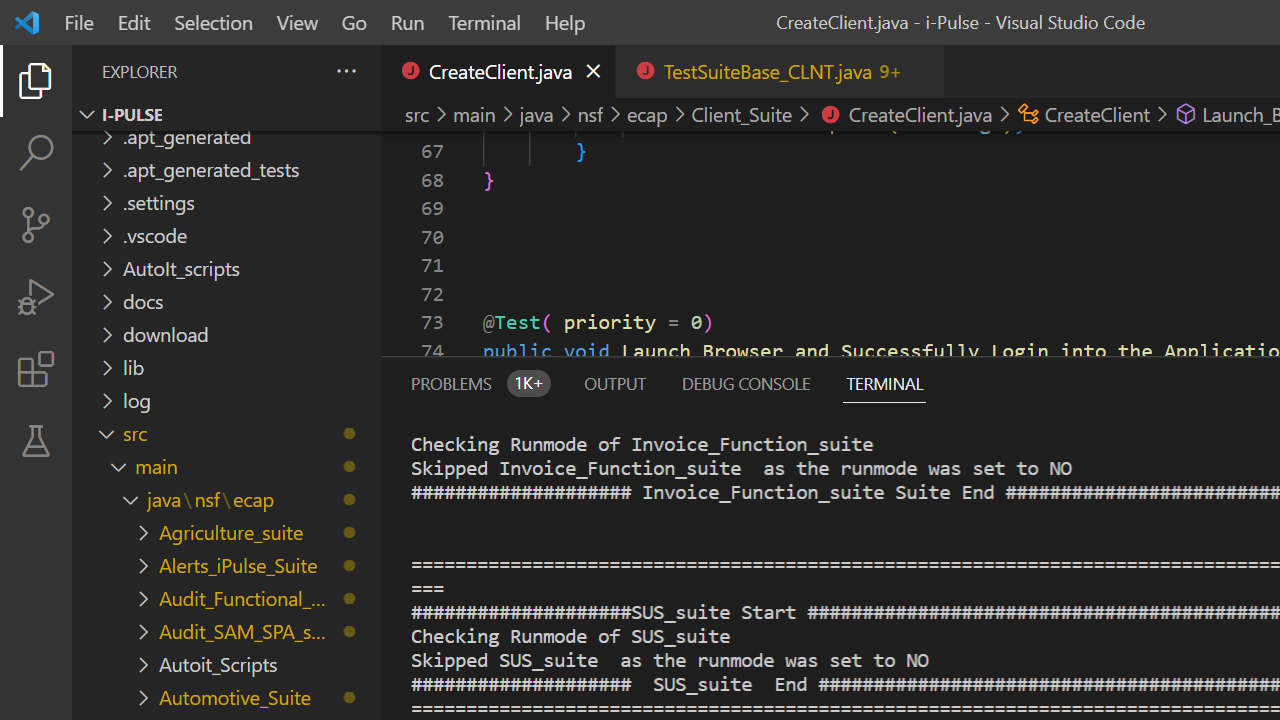 File Edit Selection View Go Run Terminal Help CreateClient.java - i-Pulse - Visual Studio Code
EXPLORER
I-PULSE
.apt_generated
.apt_generated_tests
.settings
.vscode
AutoIt_scripts
docs
download
lib
log
src
main
java\nsf\ecap
Agriculture_suite
Alerts_iPulse_Suite
Audit_Functional_...
Audit_SAM_SPA_s...
Autoit_Scripts
Automotive_Suite
J CreateClient.java J TestSuiteBase_CLNT.java 9+
src > main > java > nsf > ecap > Client_Suite > J CreateClient.java > CreateClient > Launch_B
67 }
68 }
69
70
71
72
73 @Test( priority = 0)
74 public void Launch_Browser_and_Successfully_Login_into_the_Applicatio
PROBLEMS 1K+ OUTPUT DEBUG CONSOLE TERMINAL
Checking Runmode of Invoice_Function_suite
Skipped Invoice_Function_suite  as the runmode was set to NO
#################### Invoice_Function_suite Suite End #########################
===============================================================================
===
####################SUS_suite Start ###########################################
Checking Runmode of SUS_suite
Skipped SUS_suite  as the runmode was set to NO
####################  SUS_suite  End ##########################################
===============================================================================